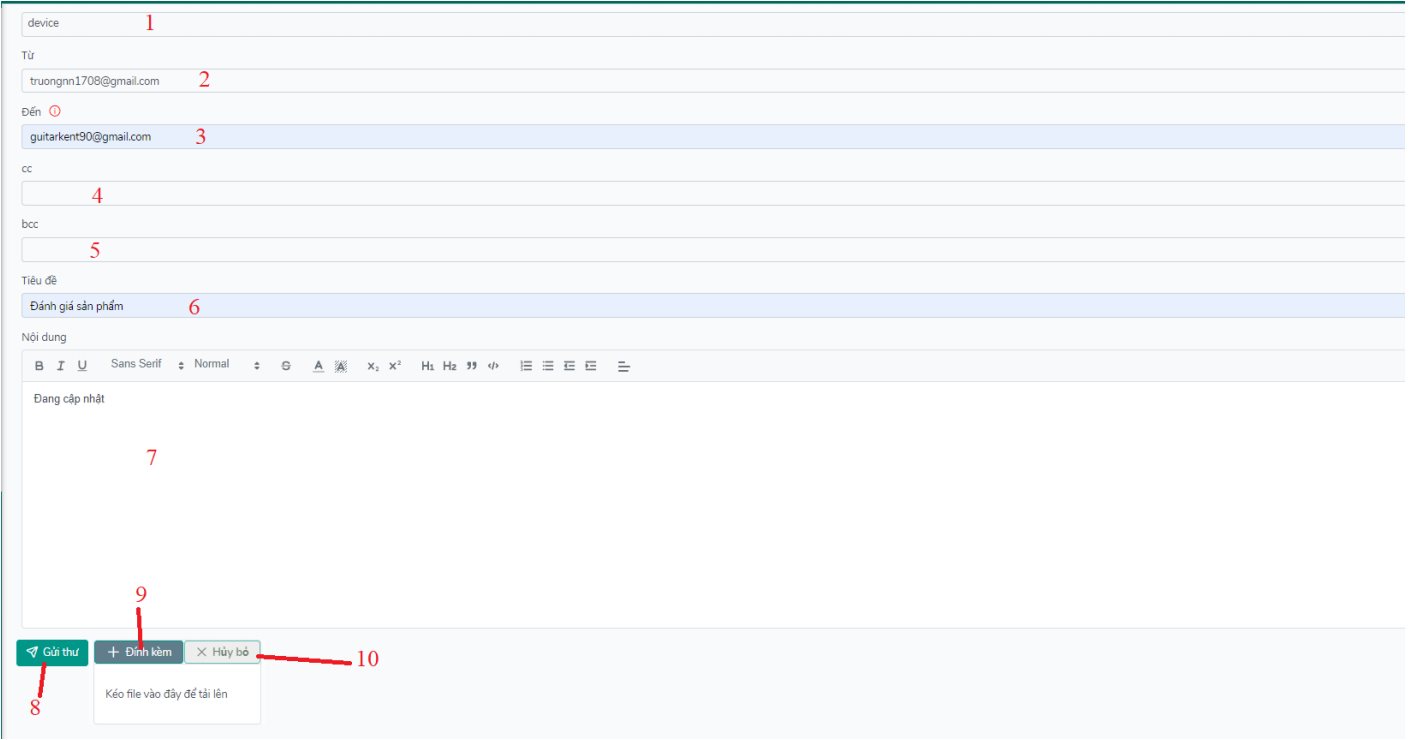 device 1
Từ
truongnn1708@gmail.com 2
Đến
guitarkent90@gmail.com 3
cc
4
bcc
5
Tiêu đề
Đánh giá sản phẩm 6
Nội dung
B I U Sans Serif Normal S A A X₂ X² H₁ H₂ ” </>
Đang cập nhật
7
9
Gửi thư + Đính kèm × Hủy bỏ 10
Kéo file vào đây để tải lên
8